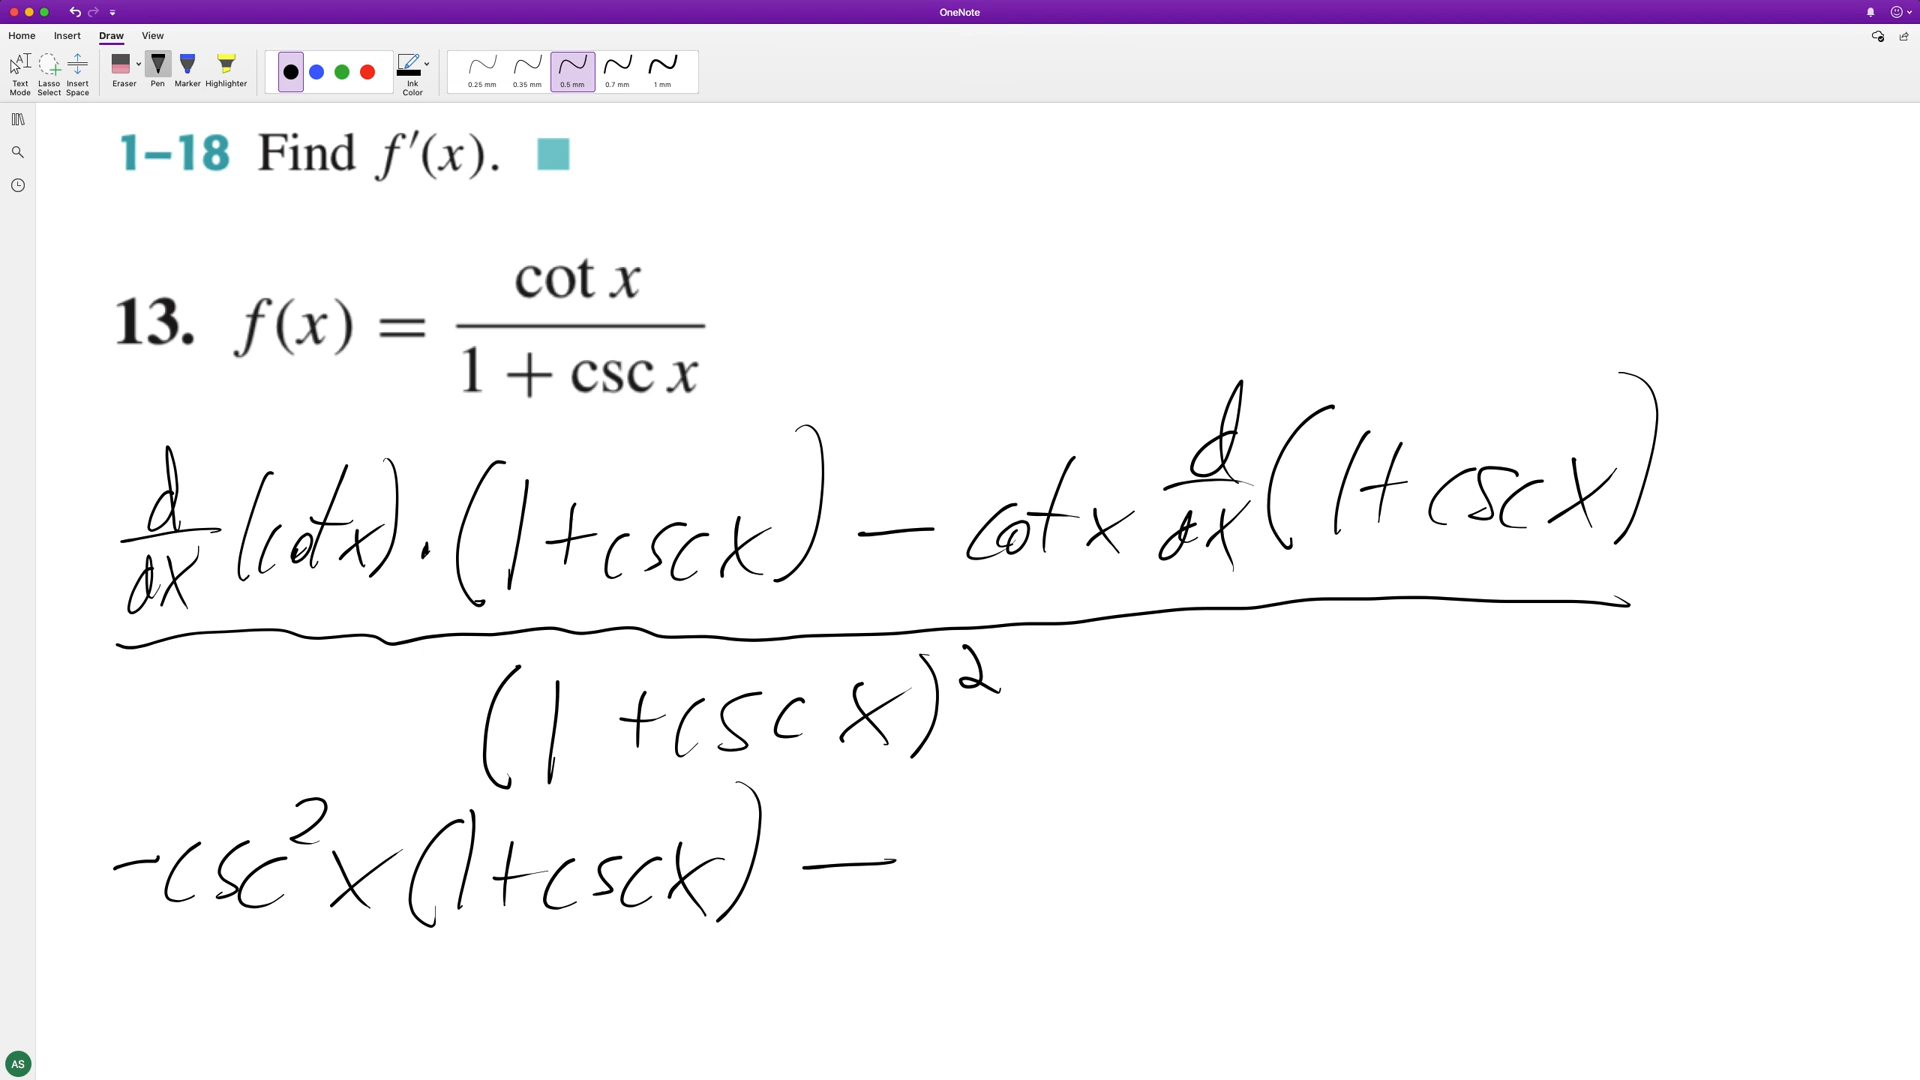 OneNote
Home Insert Draw View
Text Mode Lasso Select Insert Space Eraser Pen Marker Highlighter Ink Color 0.25 mm 0.35 mm 0.5 mm 0.7 mm 1 mm
1–18 Find f′(x).
13. f(x) = cot x / 1 + csc x
d/dx (cot x) · (1 + csc x) — cot x d/dx (1 + csc x)
(1 + csc x)²
-csc² x (1 + csc x) —
AS